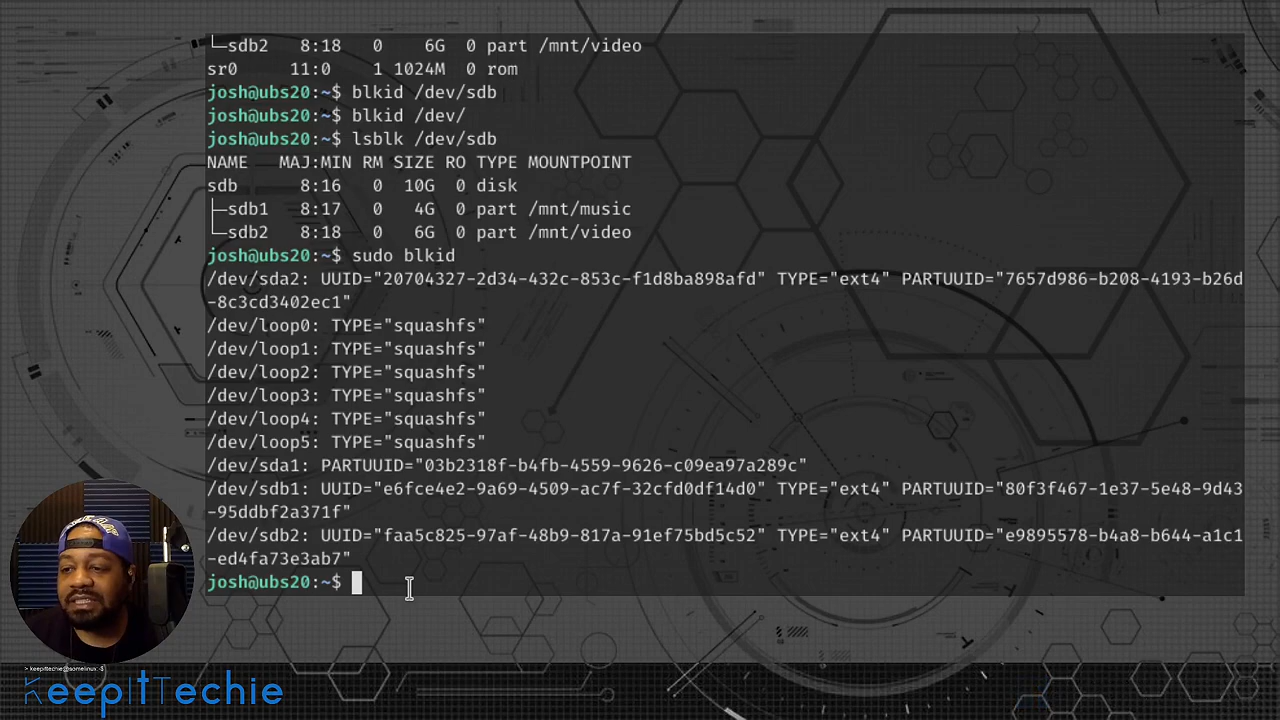 └─sdb2   8:18   0    6G  0 part /mnt/video
sr0     11:0    1 1024M  0 rom
josh@ubs20:~$ blkid /dev/sdb
josh@ubs20:~$ blkid /dev/
josh@ubs20:~$ lsblk /dev/sdb
NAME   MAJ:MIN RM SIZE RO TYPE MOUNTPOINT
sdb      8:16   0  10G  0 disk
├─sdb1   8:17   0   4G  0 part /mnt/music
└─sdb2   8:18   0   6G  0 part /mnt/video
josh@ubs20:~$ sudo blkid
/dev/sda2: UUID="20704327-2d34-432c-853c-f1d8ba898afd" TYPE="ext4" PARTUUID="7657d986-b208-4193-b26d
-8c3cd3402ec1"
/dev/loop0: TYPE="squashfs"
/dev/loop1: TYPE="squashfs"
/dev/loop2: TYPE="squashfs"
/dev/loop3: TYPE="squashfs"
/dev/loop4: TYPE="squashfs"
/dev/loop5: TYPE="squashfs"
/dev/sda1: PARTUUID="03b2318f-b4fb-4559-9626-c09ea97a289c"
/dev/sdb1: UUID="e6fce4e2-9a69-4509-ac7f-32cfd0df14d0" TYPE="ext4" PARTUUID="80f3f467-1e37-5e48-9d43
-95ddbf2a371f"
/dev/sdb2: UUID="faa5c825-97af-48b9-817a-91ef75bd5c52" TYPE="ext4" PARTUUID="e9895578-b4a8-b644-a1c1
-ed4fa73e3ab7"
josh@ubs20:~$
> keepittechie@somelinux:-$
KeepItTechie